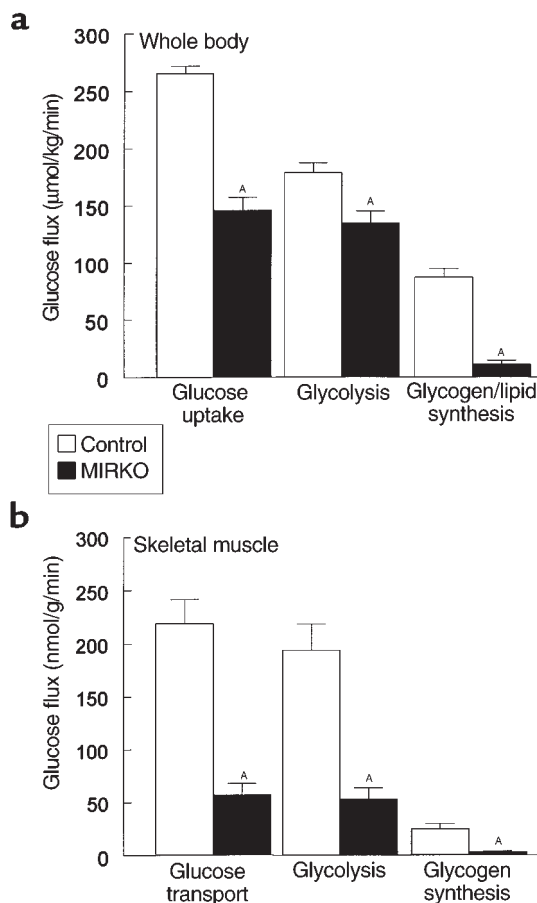 a
Whole body
Glucose flux (μmol/kg/min)
300
250
200
150
100
50
0
A
A
A
Glucose
uptake
Glycolysis
Glycogen/lipid
synthesis
Control
MIRKO
b
Skeletal muscle
Glucose flux (nmol/g/min)
300
250
200
150
100
50
0
A
A
A
Glucose
transport
Glycolysis
Glycogen
synthesis